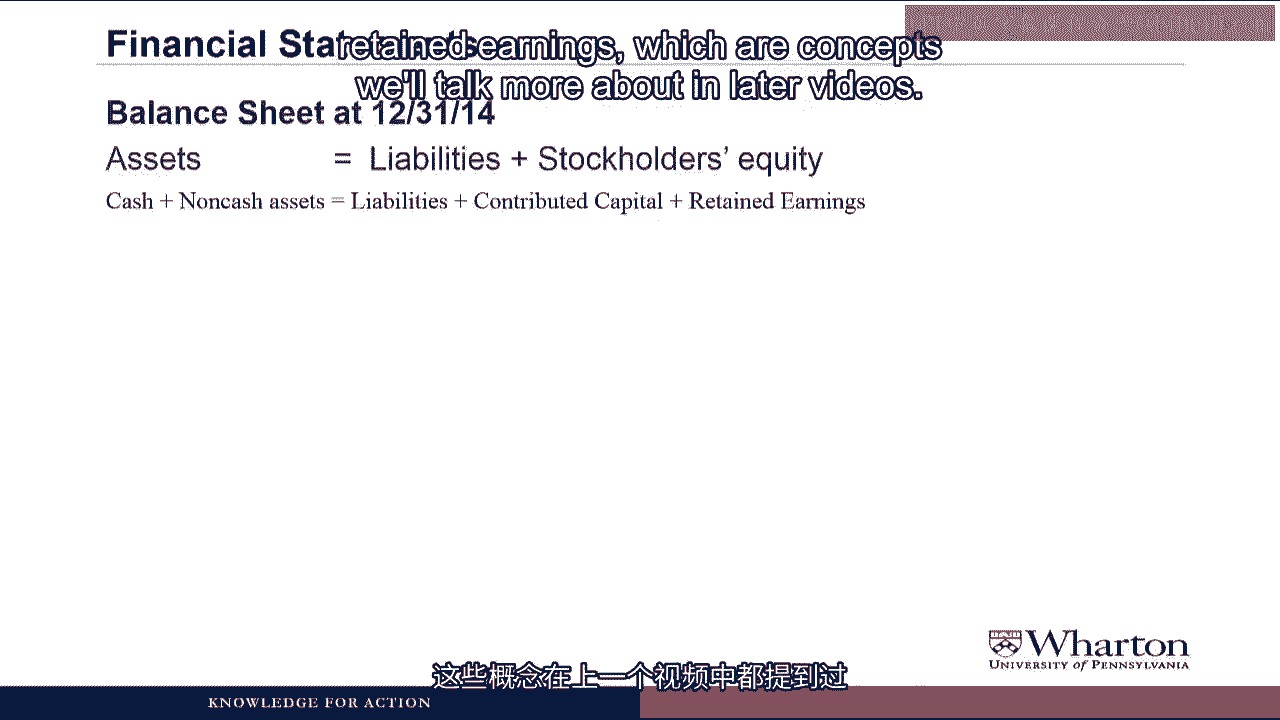 Financial Statements
retained earnings, which are concepts
we'll talk more about in later videos.
Balance Sheet at 12/31/14
Assets = Liabilities + Stockholders' equity
Cash + Noncash assets = Liabilities + Contributed Capital + Retained Earnings
Wharton
UNIVERSITY of PENNSYLVANIA
这些概念在上一个视频中都提到过
KNOWLEDGE FOR ACTION